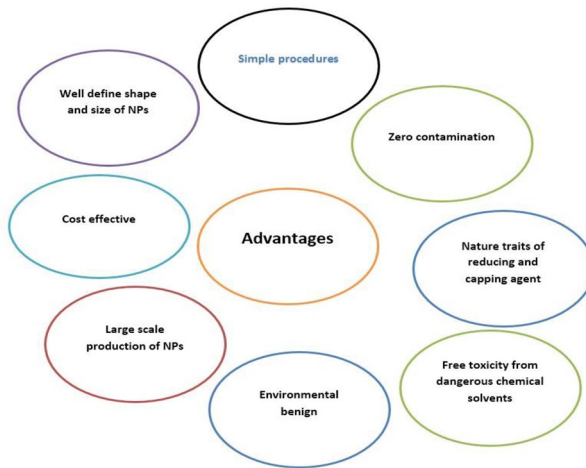 Simple procedures
Well define shape
and size of NPs
Zero contamination
Cost effective
Advantages
Nature traits of
reducing and
capping agent
Large scale
production of NPs
Free toxicity from
dangerous chemical
solvents
Environmental
benign